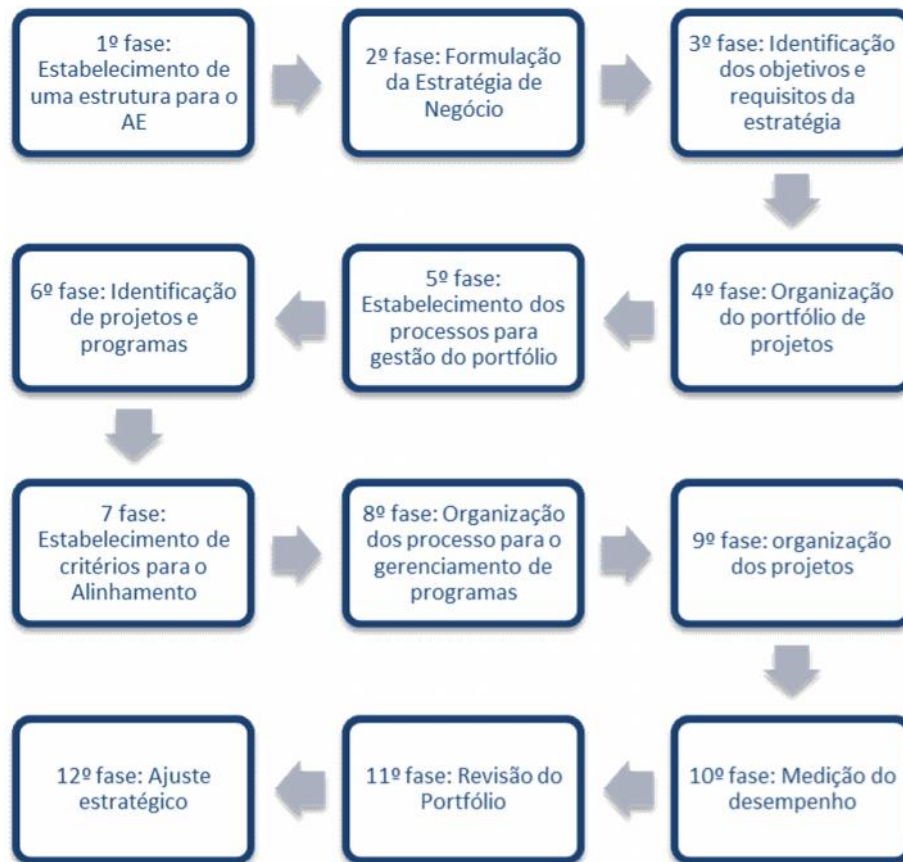 1º fase:
Estabelecimento de
uma estrutura para o
AE
2º fase: Formulação
da Estratégia de
Negócio
3º fase: Identificação
dos objetivos e
requisitos da
estratégia
4º fase: Organização
do portfólio de
projetos
5º fase:
Estabelecimento dos
processos para
gestão do portfólio
6º fase: Identificação
de projetos e
programas
7 fase:
Estabelecimento de
critérios para o
Alinhamento
8º fase: Organização
dos processo para o
gerenciamento de
programas
9º fase: organização
dos projetos
10º fase: Medição do
desempenho
11º fase: Revisão do
Portfólio
12º fase: Ajuste
estratégico